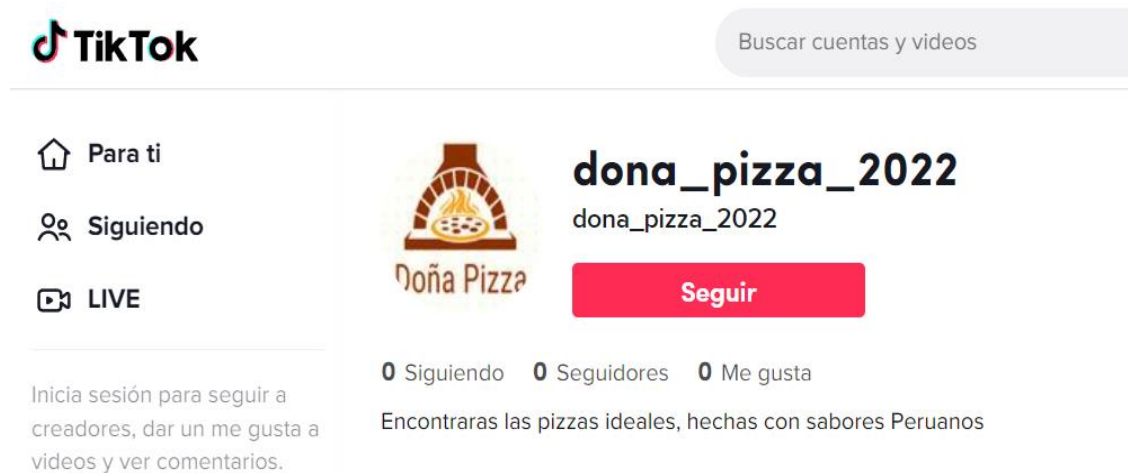 TikTok
Buscar cuentas y videos
Para ti
Siguiendo
LIVE
Inicia sesión para seguir a
creadores, dar un me gusta a
videos y ver comentarios.
Doña Pizza
dona_pizza_2022
dona_pizza_2022
Seguir
0 Siguiendo 0 Seguidores 0 Me gusta
Encontraras las pizzas ideales, hechas con sabores Peruanos